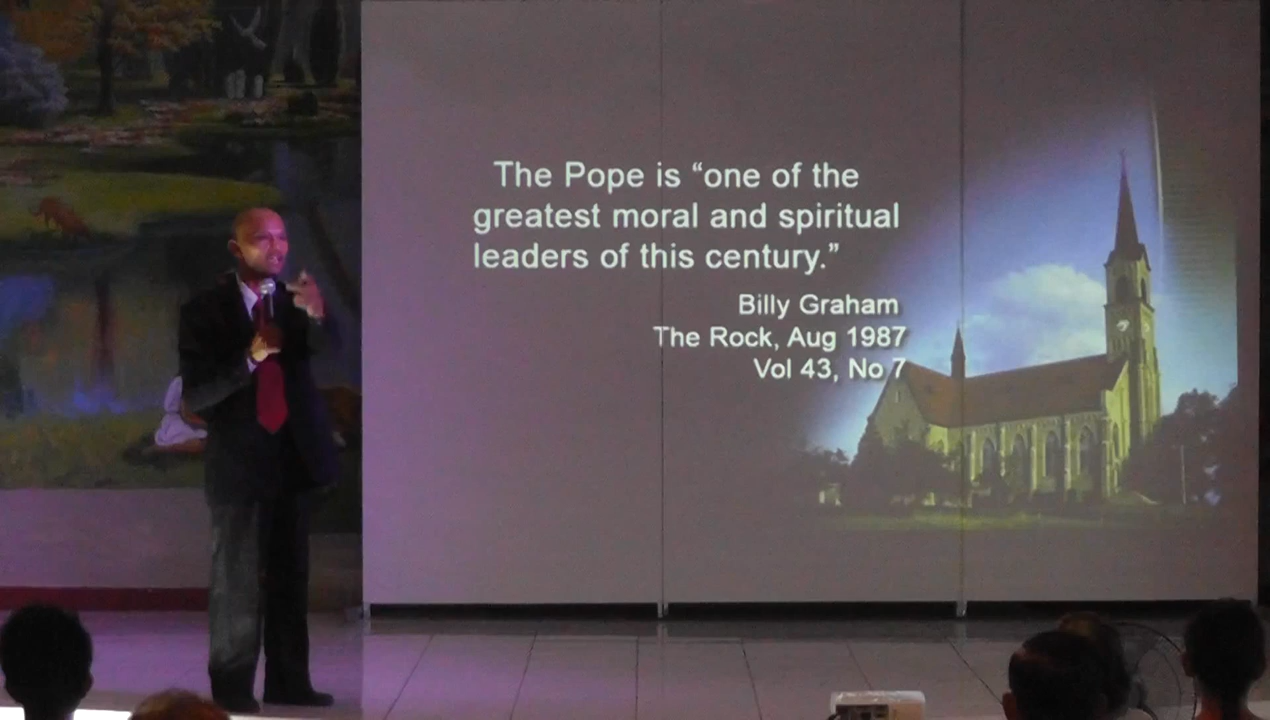 The Pope is “one of the
greatest moral and spiritual
leaders of this century.”
Billy Graham
The Rock, Aug 1987
Vol 43, No 7